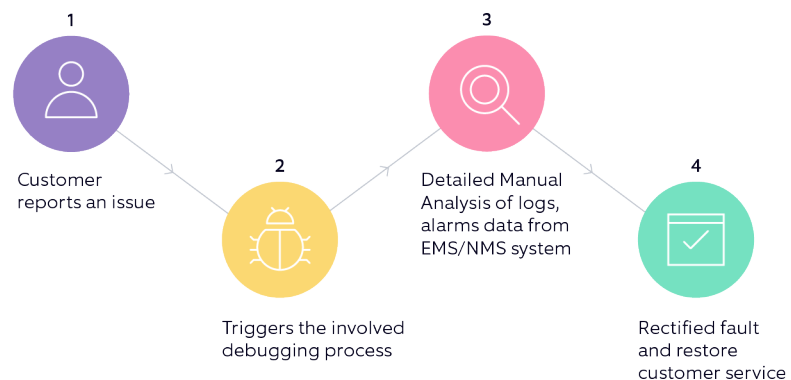 1
Customer
reports an issue
2
Triggers the involved
debugging process
3
Detailed Manual
Analysis of logs,
alarms data from
EMS/NMS system
4
Rectified fault
and restore
customer service